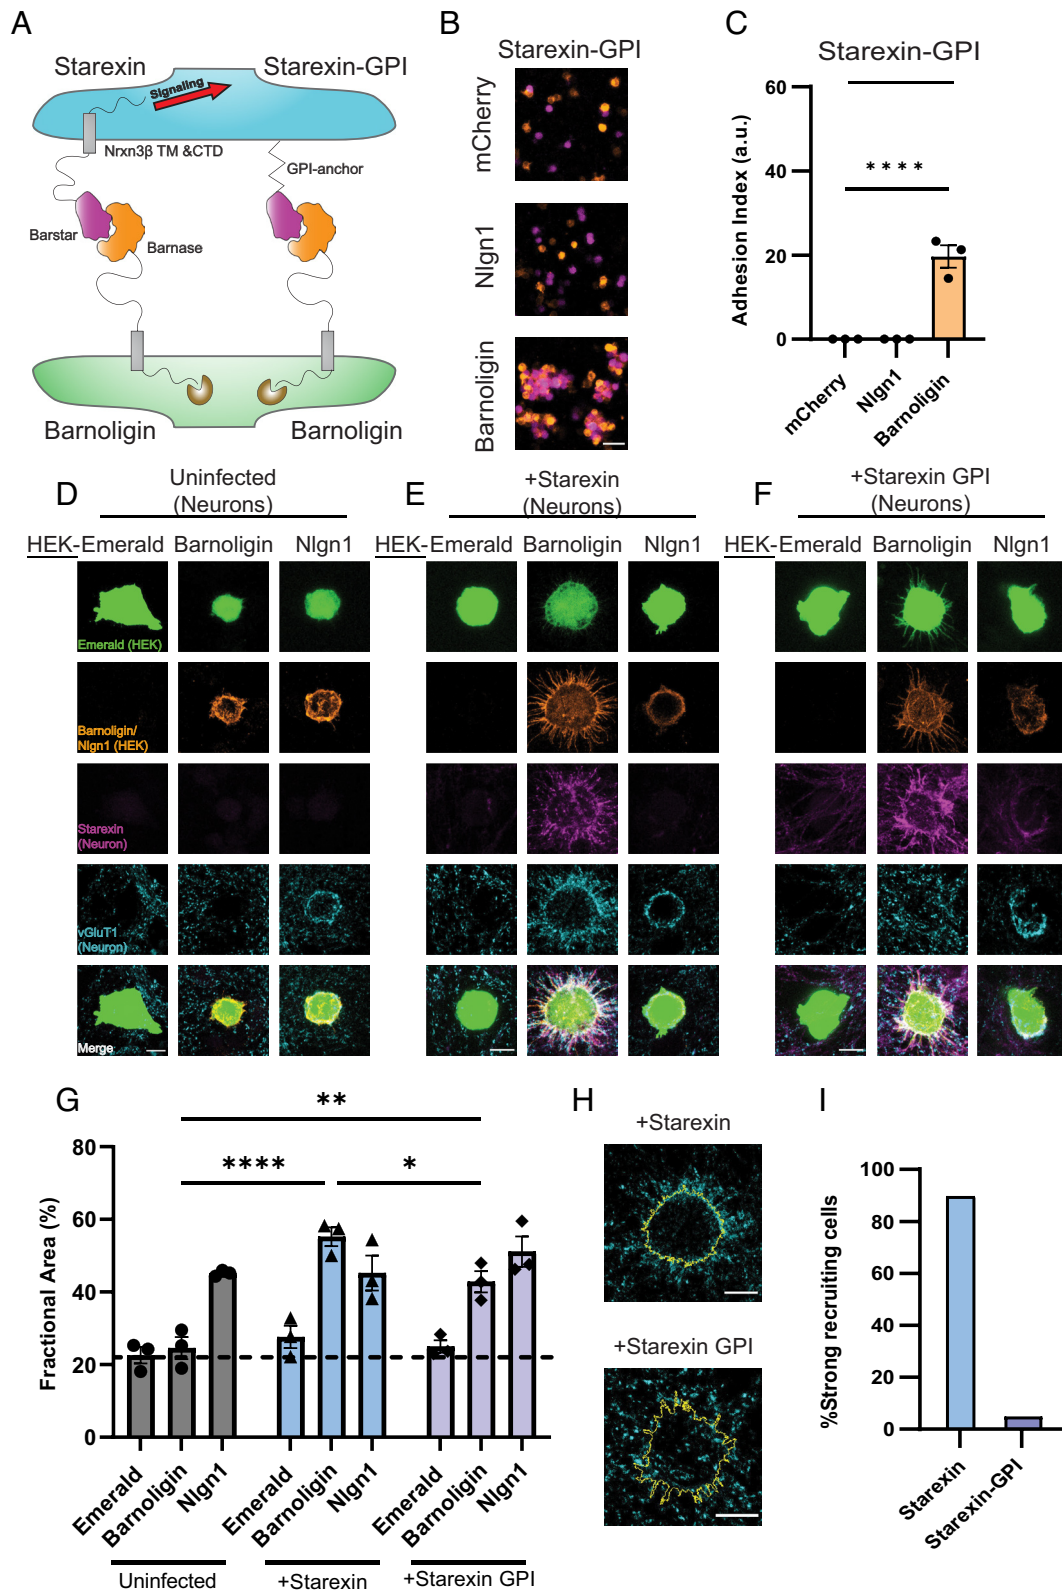 A
Starexin
Starexin-GPI
Signaling
Nrxn3β TM &CTD
GPI-anchor
Barstar
Barnase
Barnoligin
Barnoligin
B
Starexin-GPI
mCherry
Nlgn1
Barnoligin
C
Starexin-GPI
Adhesion Index (a.u.)
60
40
20
0
****
mCherry
Nlgn1
Barnoligin
D
Uninfected
(Neurons)
HEK-Emerald
Barnoligin
Nlgn1
Emerald (HEK)
Barnoligin/
Nlgn1 (HEK)
Starexin
(Neuron)
vGluT1
(Neuron)
Merge
E
+Starexin
(Neurons)
HEK-Emerald
Barnoligin
Nlgn1
F
+Starexin GPI
(Neurons)
HEK-Emerald
Barnoligin
Nlgn1
G
Fractional Area (%)
80
60
40
20
0
**
****
*
Emerald
Barnoligin
Nlgn1
Emerald
Barnoligin
Nlgn1
Emerald
Barnoligin
Nlgn1
Uninfected
+Starexin
+Starexin GPI
H
+Starexin
+Starexin GPI
I
%Strong recruiting cells
100
80
60
40
20
0
Starexin
Starexin-GPI